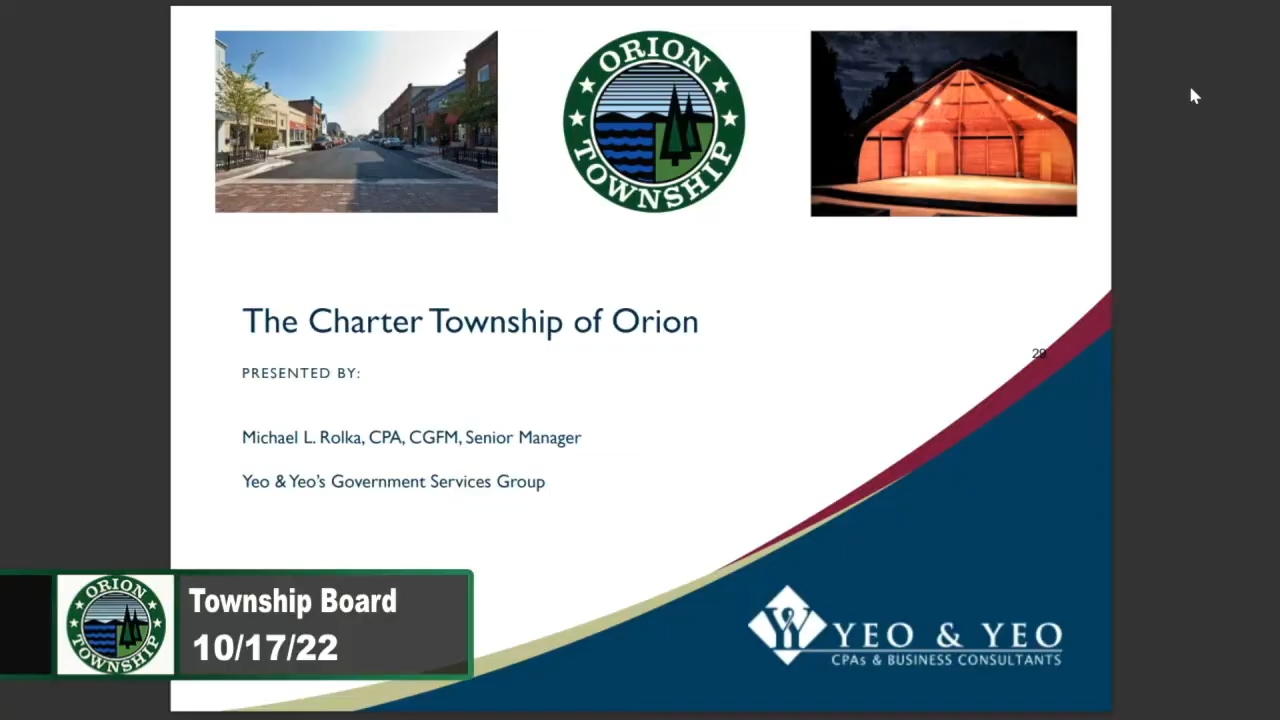 ORION
TOWNSHIP
The Charter Township of Orion
29
PRESENTED BY:
Michael L. Rolka, CPA, CGFM, Senior Manager
Yeo & Yeo's Government Services Group
ORION
TOWNSHIP
Township Board
10/17/22
YEO & YEO
CPAs & BUSINESS CONSULTANTS